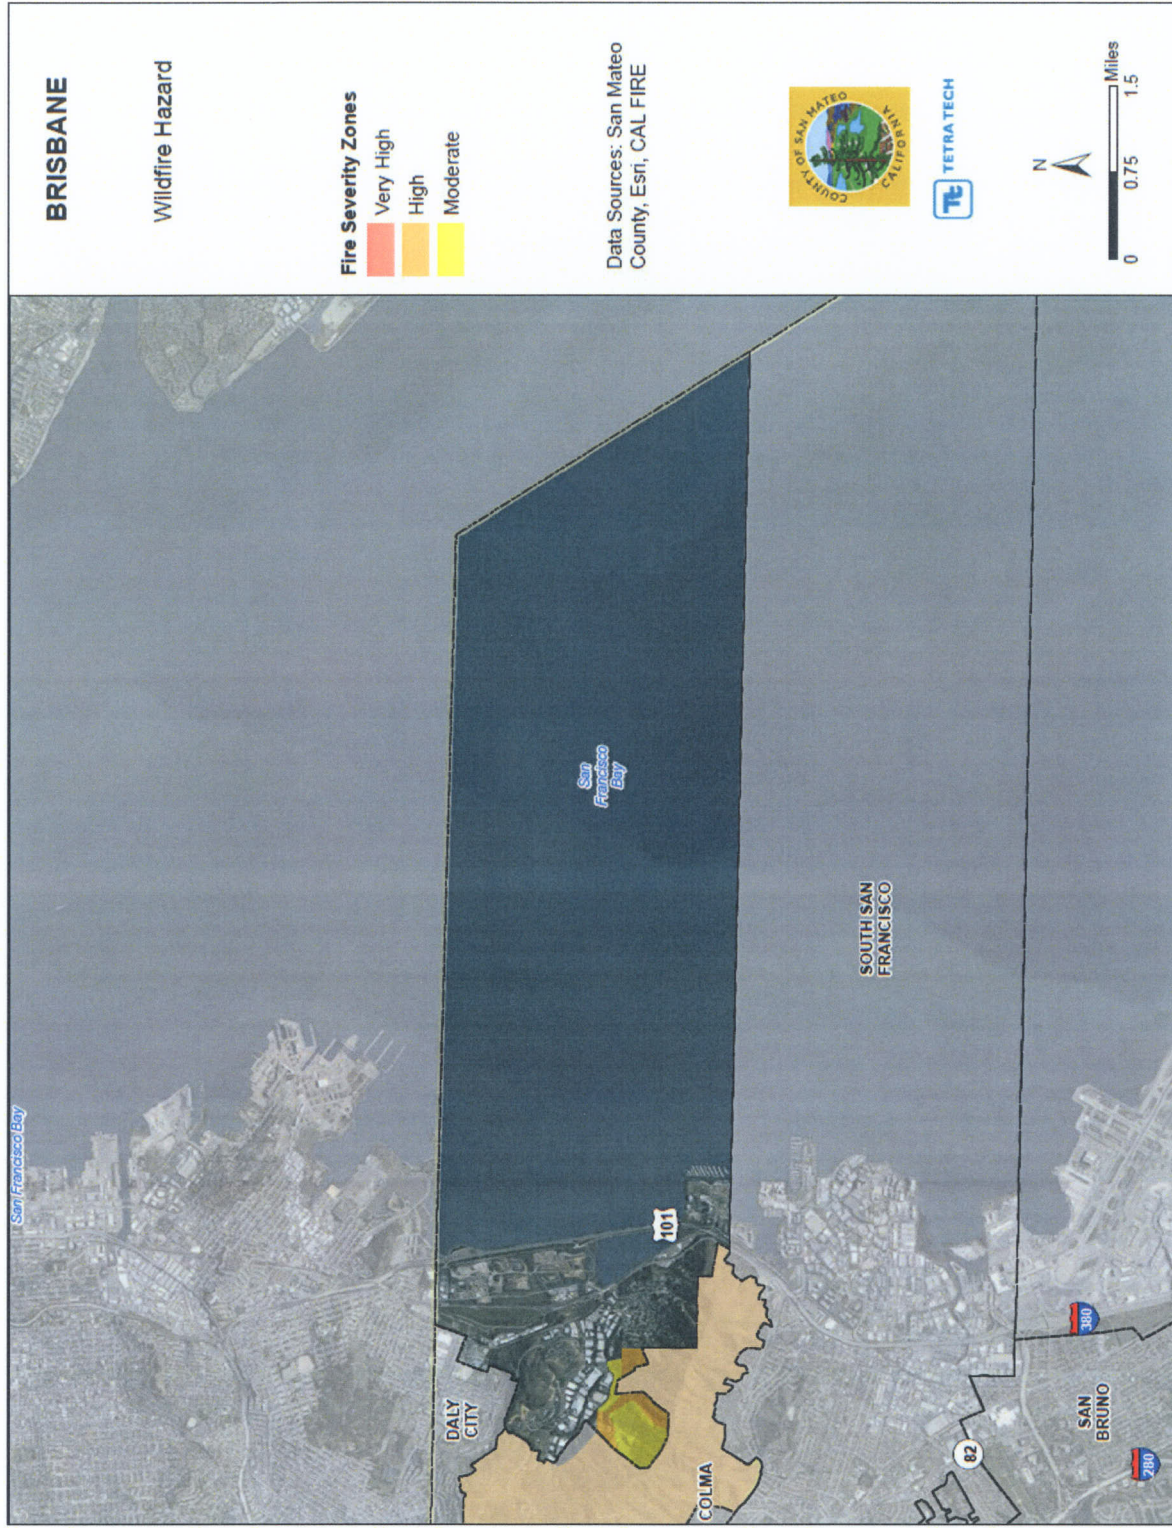 BRISBANE
Wildfire Hazard
Fire Severity Zones
Very High
High
Moderate
Data Sources: San Mateo
County, Esri, CAL FIRE
COUNTY OF SAN MATEO
CALIFORNIA
Tt TETRA TECH
N
0 0.75 1.5
Miles
San Francisco Bay
DALY
CITY
San
Francisco
Bay
101
COLMA
SOUTH SAN
FRANCISCO
82
380
SAN
BRUNO
280